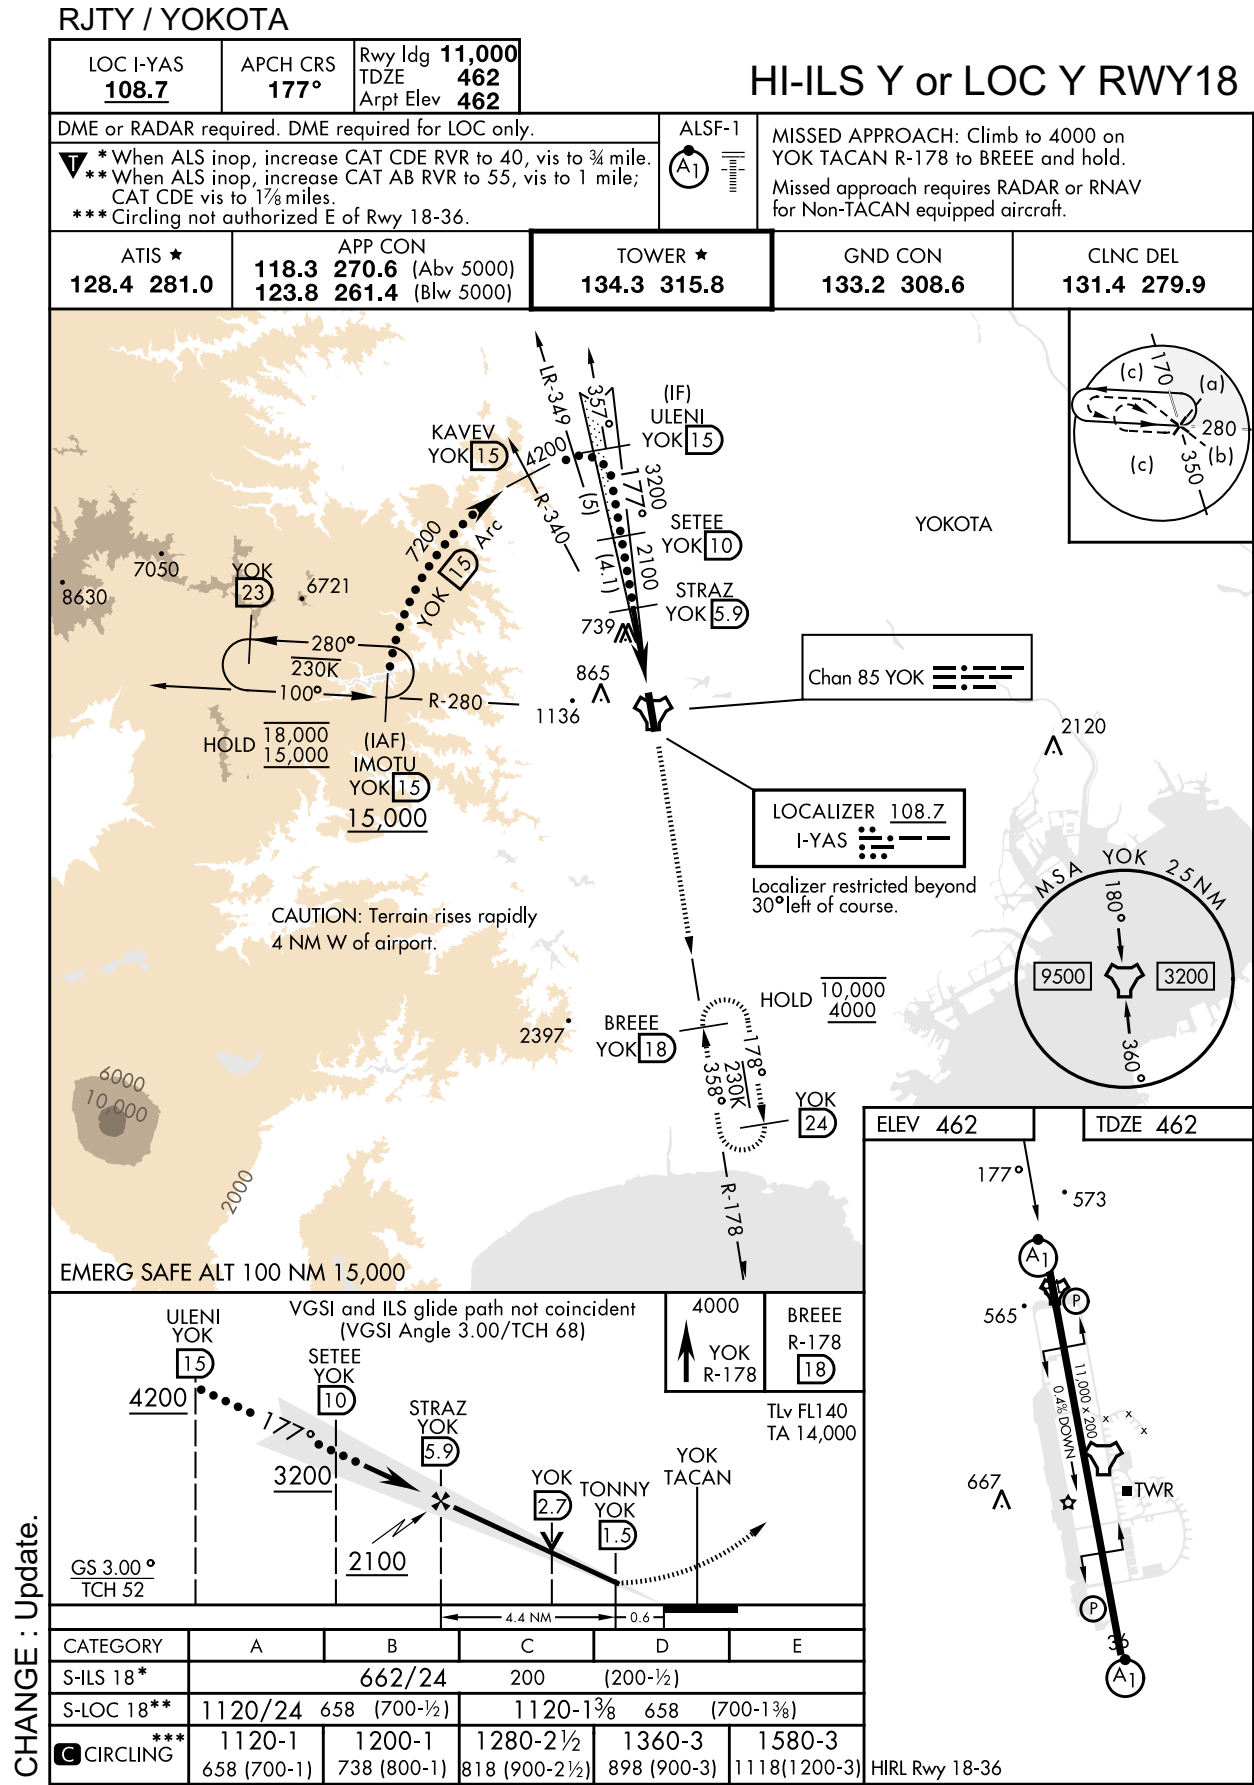 RJTY / YOKOTA
LOC I-YAS
108.7
APCH CRS
177°
Rwy ldg 11,000
TDZE 462
Arpt Elev 462
HI-ILS Y or LOC Y RWY18
DME or RADAR required. DME required for LOC only.
T * When ALS inop, increase CAT CDE RVR to 40, vis to ¾ mile.
** When ALS inop, increase CAT AB RVR to 55, vis to 1 mile;
CAT CDE vis to 1⅞ miles.
*** Circling not authorized E of Rwy 18-36.
ALSF-1
A1
MISSED APPROACH: Climb to 4000 on
YOK TACAN R-178 to BREEE and hold.
Missed approach requires RADAR or RNAV
for Non-TACAN equipped aircraft.
ATIS ★
128.4 281.0
APP CON
118.3 270.6 (Abv 5000)
123.8 261.4 (Blw 5000)
TOWER ★
134.3 315.8
GND CON
133.2 308.6
CLNC DEL
131.4 279.9
170
(c)
(a)
280
(b)
(c)
350
LR-349
357°
(IF)
ULENI
YOK 15
KAVEV
YOK 15
4200
3200
177°
(5)
R-340
SETEE
YOK 10
YOKOTA
7200
YOK 15 Arc
2100
(4.1)
STRAZ
YOK 5.9
7050
8630
YOK
23
6721
739
280°
230K
100°
865
R-280
1136
Chan 85 YOK
HOLD 18,000
15,000
(IAF)
IMOTU
YOK 15
15,000
2120
LOCALIZER 108.7
I-YAS
Localizer restricted beyond
30° left of course.
MSA YOK 25 NM
180°
9500
3200
360°
CAUTION: Terrain rises rapidly
4 NM W of airport.
HOLD 10,000
4000
2397
BREEE
YOK 18
178°
230K
358°
YOK
24
6000
10,000
2000
R-178
EMERG SAFE ALT 100 NM 15,000
ELEV 462
TDZE 462
177°
573
A1
P
565
11,000 x 200
0.4% DOWN
x
x
x
667
TWR
P
36
A1
HIRL Rwy 18-36
VGSI and ILS glide path not coincident
(VGSI Angle 3.00/TCH 68)
ULENI
YOK
15
4200
SETEE
YOK
10
177°
3200
STRAZ
YOK
5.9
2100
YOK
2.7
TONNY
YOK
1.5
YOK
TACAN
4000
YOK
R-178
BREEE
R-178
18
TLv FL140
TA 14,000
GS 3.00°
TCH 52
4.4 NM
0.6
CATEGORY A B C D E
S-ILS 18* 662/24 200 (200-½)
S-LOC 18** 1120/24 658 (700-½) 1120-1⅜ 658 (700-1⅜)
C CIRCLING *** 1120-1 1200-1 1280-2½ 1360-3 1580-3
658 (700-1) 738 (800-1) 818 (900-2½) 898 (900-3) 1118(1200-3)
CHANGE : Update.